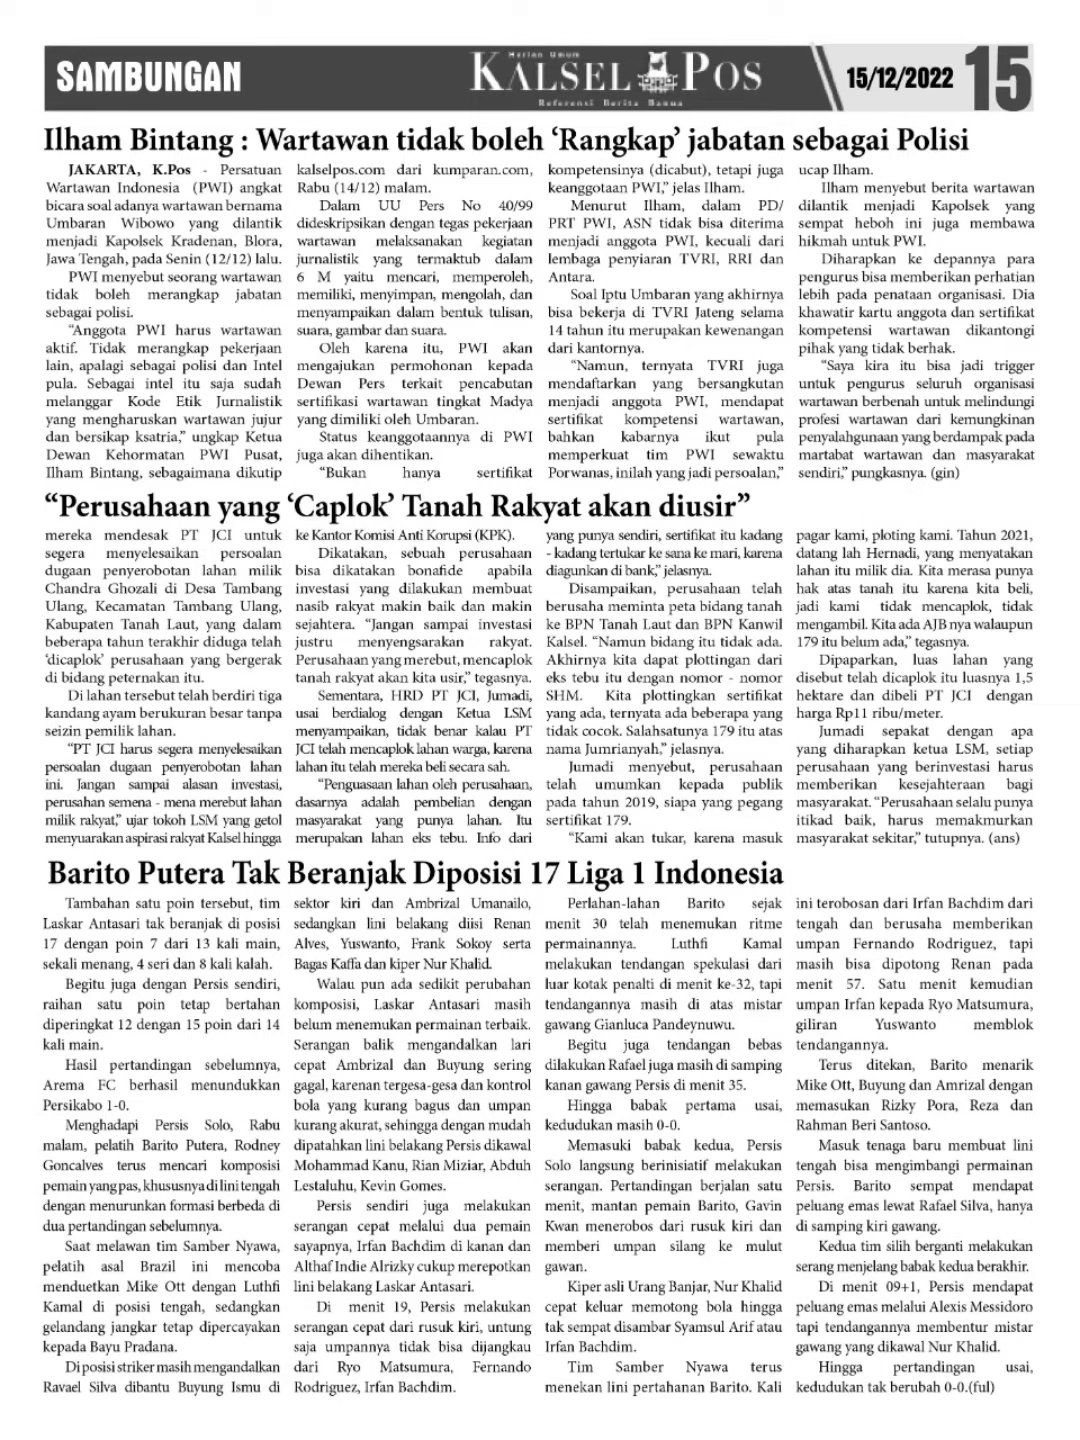 SAMBUNGAN
Harian Umum
KALSEL POS
Referensi Berita Banua
15/12/2022
15
Ilham Bintang : Wartawan tidak boleh ‘Rangkap’ jabatan sebagai Polisi
JAKARTA, K.Pos - Persatuan
Wartawan Indonesia (PWI) angkat
bicara soal adanya wartawan bernama
Umbaran Wibowo yang dilantik
menjadi Kapolsek Kradenan, Blora,
Jawa Tengah, pada Senin (12/12) lalu.
PWI menyebut seorang wartawan
tidak boleh merangkap jabatan
sebagai polisi.
“Anggota PWI harus wartawan
aktif. Tidak merangkap pekerjaan
lain, apalagi sebagai polisi dan Intel
pula. Sebagai intel itu saja sudah
melanggar Kode Etik Jurnalistik
yang mengharuskan wartawan jujur
dan bersikap ksatria,” ungkap Ketua
Dewan Kehormatan PWI Pusat,
Ilham Bintang, sebagaimana dikutip
kalselpos.com dari kumparan.com,
Rabu (14/12) malam.
Dalam UU Pers No 40/99
dideskripsikan dengan tegas pekerjaan
wartawan melaksanakan kegiatan
jurnalistik yang termaktub dalam
6 M yaitu mencari, memperoleh,
memiliki, menyimpan, mengolah, dan
menyampaikan dalam bentuk tulisan,
suara, gambar dan suara.
Oleh karena itu, PWI akan
mengajukan permohonan kepada
Dewan Pers terkait pencabutan
sertifikasi wartawan tingkat Madya
yang dimiliki oleh Umbaran.
Status keanggotaannya di PWI
juga akan dihentikan.
“Bukan hanya sertifikat
kompetensinya (dicabut), tetapi juga
keanggotaan PWI,” jelas Ilham.
Menurut Ilham, dalam PD/
PRT PWI, ASN tidak bisa diterima
menjadi anggota PWI, kecuali dari
lembaga penyiaran TVRI, RRI dan
Antara.
Soal Iptu Umbaran yang akhirnya
bisa bekerja di TVRI Jateng selama
14 tahun itu merupakan kewenangan
dari kantornya.
“Namun, ternyata TVRI juga
mendaftarkan yang bersangkutan
menjadi anggota PWI, mendapat
sertifikat kompetensi wartawan,
bahkan kabarnya ikut pula
memperkuat tim PWI sewaktu
Porwanas, inilah yang jadi persoalan,”
ucap Ilham.
Ilham menyebut berita wartawan
dilantik menjadi Kapolsek yang
sempat heboh ini juga membawa
hikmah untuk PWI.
Diharapkan ke depannya para
pengurus bisa memberikan perhatian
lebih pada penataan organisasi. Dia
khawatir kartu anggota dan sertifikat
kompetensi wartawan dikantongi
pihak yang tidak berhak.
“Saya kira itu bisa jadi trigger
untuk pengurus seluruh organisasi
wartawan berbenah untuk melindungi
profesi wartawan dari kemungkinan
penyalahgunaan yang berdampak pada
martabat wartawan dan masyarakat
sendiri,” pungkasnya. (gin)
“Perusahaan yang ‘Caplok’ Tanah Rakyat akan diusir”
mereka mendesak PT JCI untuk
segera menyelesaikan persoalan
dugaan penyerobotan lahan milik
Chandra Ghozali di Desa Tambang
Ulang, Kecamatan Tambang Ulang,
Kabupaten Tanah Laut, yang dalam
beberapa tahun terakhir diduga telah
‘dicaplok’ perusahaan yang bergerak
di bidang peternakan itu.
Di lahan tersebut telah berdiri tiga
kandang ayam berukuran besar tanpa
seizin pemilik lahan.
“PT JCI harus segera menyelesaikan
persoalan dugaan penyerobotan lahan
ini. Jangan sampai alasan investasi,
perusahan semena - mena merebut lahan
milik rakyat,” ujar tokoh LSM yang getol
menyuarakan aspirasi rakyat Kalsel hingga
ke Kantor Komisi Anti Korupsi (KPK).
Dikatakan, sebuah perusahaan
bisa dikatakan bonafide apabila
investasi yang dilakukan membuat
nasib rakyat makin baik dan makin
sejahtera. “Jangan sampai investasi
justru menyengsarakan rakyat.
Perusahaan yang merebut, mencaplok
tanah rakyat akan kita usir,” tegasnya.
Sementara, HRD PT JCI, Jumadi,
usai berdialog dengan Ketua LSM
menyampaikan, tidak benar kalau PT
JCI telah mencaplok lahan warga, karena
lahan itu telah mereka beli secara sah.
“Penguasaan lahan oleh perusahaan,
dasarnya adalah pembelian dengan
masyarakat yang punya lahan. Itu
merupakan lahan eks tebu. Info dari
yang punya sendiri, sertifikat itu kadang
- kadang tertukar ke sana ke mari, karena
diagunkan di bank,” jelasnya.
Disampaikan, perusahaan telah
berusaha meminta peta bidang tanah
ke BPN Tanah Laut dan BPN Kanwil
Kalsel. “Namun bidang itu tidak ada.
Akhirnya kita dapat plottingan dari
eks tebu itu dengan nomor - nomor
SHM. Kita plottingkan sertifikat
yang ada, ternyata ada beberapa yang
tidak cocok. Salahsatunya 179 itu atas
nama Jumrianyah,” jelasnya.
Jumadi menyebut, perusahaan
telah umumkan kepada publik
pada tahun 2019, siapa yang pegang
sertifikat 179.
“Kami akan tukar, karena masuk
pagar kami, ploting kami. Tahun 2021,
datang lah Hernadi, yang menyatakan
lahan itu milik dia. Kita merasa punya
hak atas tanah itu karena kita beli,
jadi kami tidak mencaplok, tidak
mengambil. Kita ada AJB nya walaupun
179 itu belum ada,” tegasnya.
Dipaparkan, luas lahan yang
disebut telah dicaplok itu luasnya 1,5
hektare dan dibeli PT JCI dengan
harga Rp11 ribu/meter.
Jumadi sepakat dengan apa
yang diharapkan ketua LSM, setiap
perusahaan yang berinvestasi harus
memberikan kesejahteraan bagi
masyarakat. “Perusahaan selalu punya
itikad baik, harus memakmurkan
masyarakat sekitar,” tutupnya. (ans)
Barito Putera Tak Beranjak Diposisi 17 Liga 1 Indonesia
Tambahan satu poin tersebut, tim
Laskar Antasari tak beranjak di posisi
17 dengan poin 7 dari 13 kali main,
sekali menang, 4 seri dan 8 kali kalah.
Begitu juga dengan Persis sendiri,
raihan satu poin tetap bertahan
diperingkat 12 dengan 15 poin dari 14
kali main.
Hasil pertandingan sebelumnya,
Arema FC berhasil menundukkan
Persikabo 1-0.
Menghadapi Persis Solo, Rabu
malam, pelatih Barito Putera, Rodney
Goncalves terus mencari komposisi
pemain yang pas, khususnya di lini tengah
dengan menurunkan formasi berbeda di
dua pertandingan sebelumnya.
Saat melawan tim Samber Nyawa,
pelatih asal Brazil ini mencoba
menduetkan Mike Ott dengan Luthfi
Kamal di posisi tengah, sedangkan
gelandang jangkar tetap dipercayakan
kepada Bayu Pradana.
Di posisi striker masih mengandalkan
Ravael Silva dibantu Buyung Ismu di
sektor kiri dan Ambrizal Umanailo,
sedangkan lini belakang diisi Renan
Alves, Yuswanto, Frank Sokoy serta
Bagas Kaffa dan kiper Nur Khalid.
Walau pun ada sedikit perubahan
komposisi, Laskar Antasari masih
belum menemukan permainan terbaik.
Serangan balik mengandalkan lari
cepat Ambrizal dan Buyung sering
gagal, karenan tergesa-gesa dan kontrol
bola yang kurang bagus dan umpan
kurang akurat, sehingga dengan mudah
dipatahkan lini belakang Persis dikawal
Mohammad Kanu, Rian Miziar, Abduh
Lestaluhu, Kevin Gomes.
Persis sendiri juga melakukan
serangan cepat melalui dua pemain
sayapnya, Irfan Bachdim di kanan dan
Althaf Indie Alrizky cukup merepotkan
lini belakang Laskar Antasari.
Di menit 19, Persis melakukan
serangan cepat dari rusuk kiri, untung
saja umpannya tidak bisa dijangkau
dari Ryo Matsumura, Fernando
Rodriguez, Irfan Bachdim.
Perlahan-lahan Barito sejak
menit 30 telah menemukan ritme
permainannya. Luthfi Kamal
melakukan tendangan spekulasi dari
luar kotak penalti di menit ke-32, tapi
tendangannya masih di atas mistar
gawang Gianluca Pandeynuwu.
Begitu juga tendangan bebas
dilakukan Rafael juga masih di samping
kanan gawang Persis di menit 35.
Hingga babak pertama usai,
kedudukan masih 0-0.
Memasuki babak kedua, Persis
Solo langsung berinisiatif melakukan
serangan. Pertandingan berjalan satu
menit, mantan pemain Barito, Gavin
Kwan menerobos dari rusuk kiri dan
memberi umpan silang ke mulut
gawan.
Kiper asli Urang Banjar, Nur Khalid
cepat keluar memotong bola hingga
tak sempat disambar Syamsul Arif atau
Irfan Bachdim.
Tim Samber Nyawa terus
menekan lini pertahanan Barito. Kali
ini terobosan dari Irfan Bachdim dari
tengah dan berusaha memberikan
umpan Fernando Rodriguez, tapi
masih bisa dipotong Renan pada
menit 57. Satu menit kemudian
umpan Irfan kepada Ryo Matsumura,
giliran Yuswanto memblok
tendangannya.
Terus ditekan, Barito menarik
Mike Ott, Buyung dan Amrizal dengan
memasukan Rizky Pora, Reza dan
Rahman Beri Santoso.
Masuk tenaga baru membuat lini
tengah bisa mengimbangi permainan
Persis. Barito sempat mendapat
peluang emas lewat Rafael Silva, hanya
di samping kiri gawang.
Kedua tim silih berganti melakukan
serang menjelang babak kedua berakhir.
Di menit 09+1, Persis mendapat
peluang emas melalui Alexis Messidoro
tapi tendangannya membentur mistar
gawang yang dikawal Nur Khalid.
Hingga pertandingan usai,
kedudukan tak berubah 0-0.(ful)